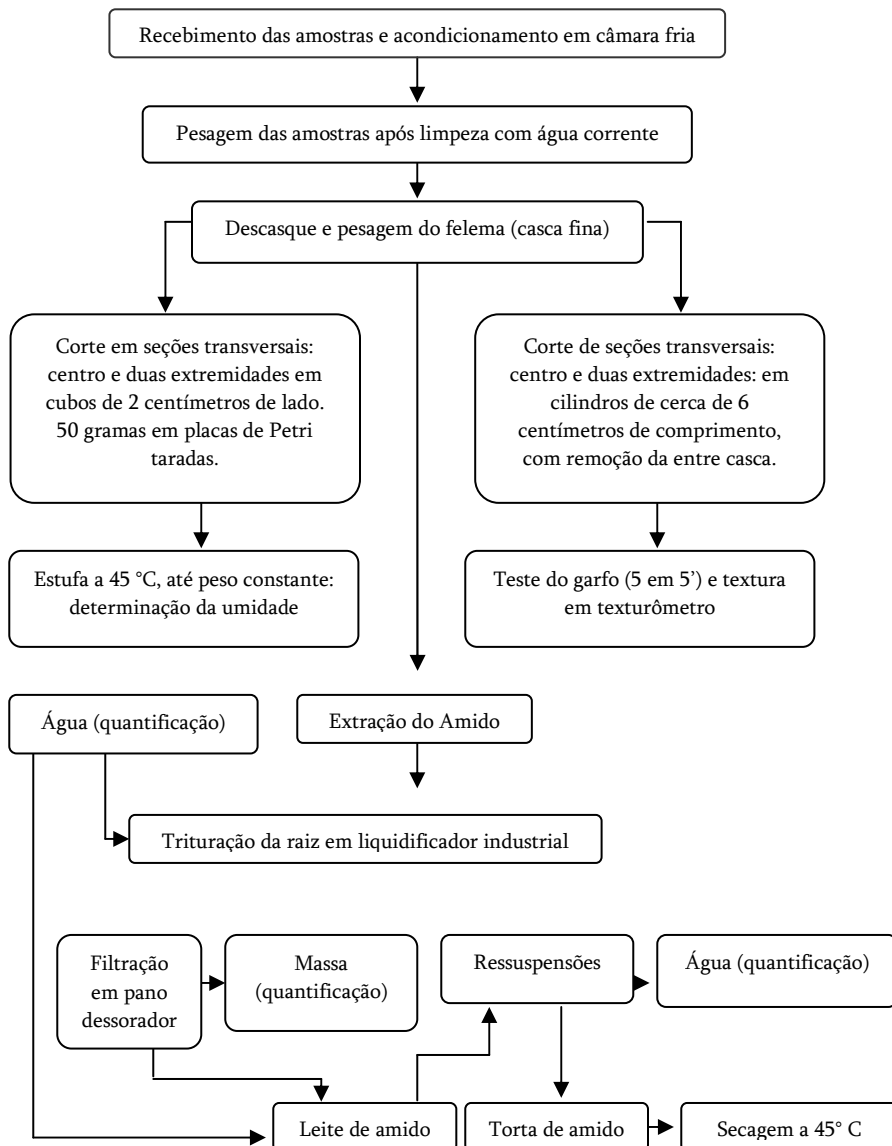 Recebimento das amostras e acondicionamento em câmara fria
Pesagem das amostras após limpeza com água corrente
Descasque e pesagem do felema (casca fina)
Corte em seções transversais:
centro e duas extremidades em
cubos de 2 centímetros de lado.
50 gramas em placas de Petri
taradas.
Corte de seções transversais:
centro e duas extremidades: em
cilindros de cerca de 6
centímetros de comprimento,
com remoção da entre casca.
Estufa a 45 °C, até peso constante:
determinação da umidade
Teste do garfo (5 em 5’) e textura
em texturômetro
Água (quantificação)
Extração do Amido
Trituração da raiz em liquidificador industrial
Filtração
em pano
dessorador
Massa
(quantificação)
Ressuspensões
Água (quantificação)
Leite de amido
Torta de amido
Secagem a 45° C